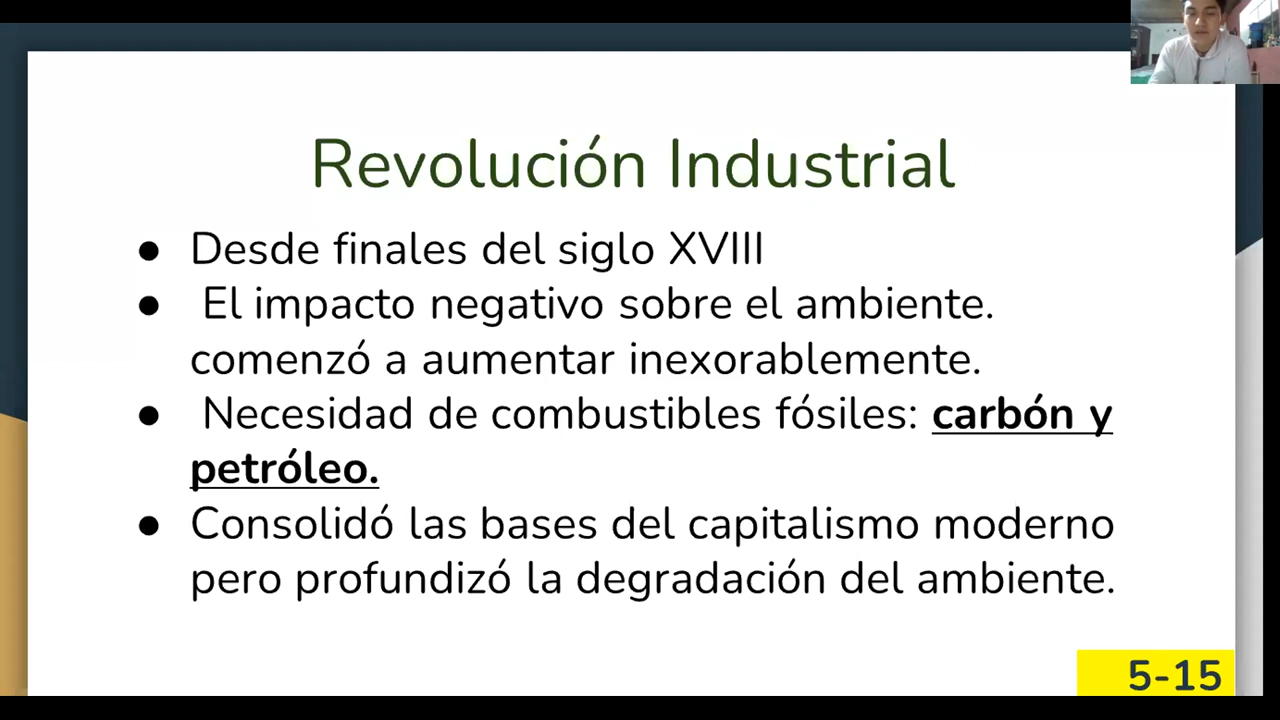 Revolución Industrial
● Desde finales del siglo XVIII
● El impacto negativo sobre el ambiente.
comenzó a aumentar inexorablemente.
● Necesidad de combustibles fósiles: carbón y
petróleo.
● Consolidó las bases del capitalismo moderno
pero profundizó la degradación del ambiente.
5-15